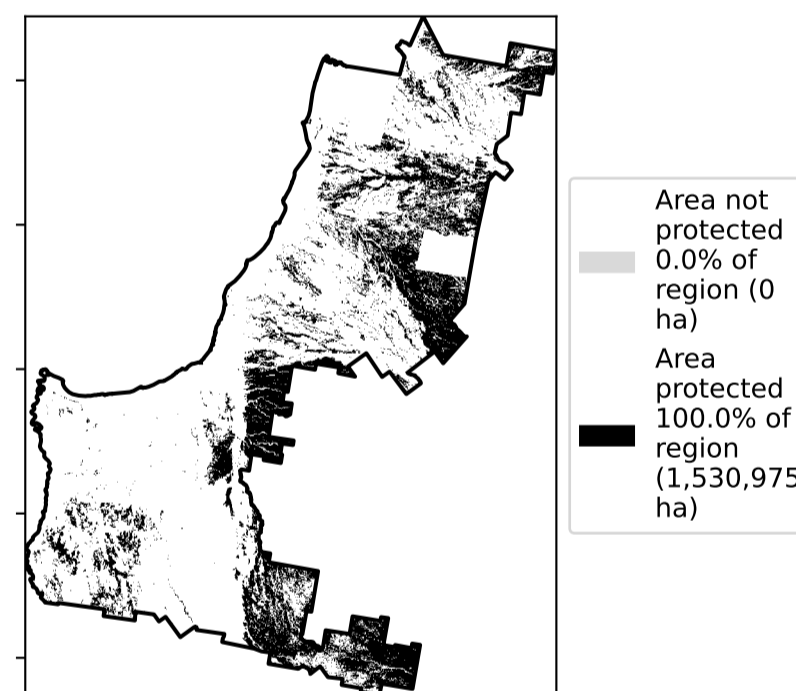 Area not
protected
0.0% of
region (0
ha)
Area
protected
100.0% of
region
(1,530,975
ha)